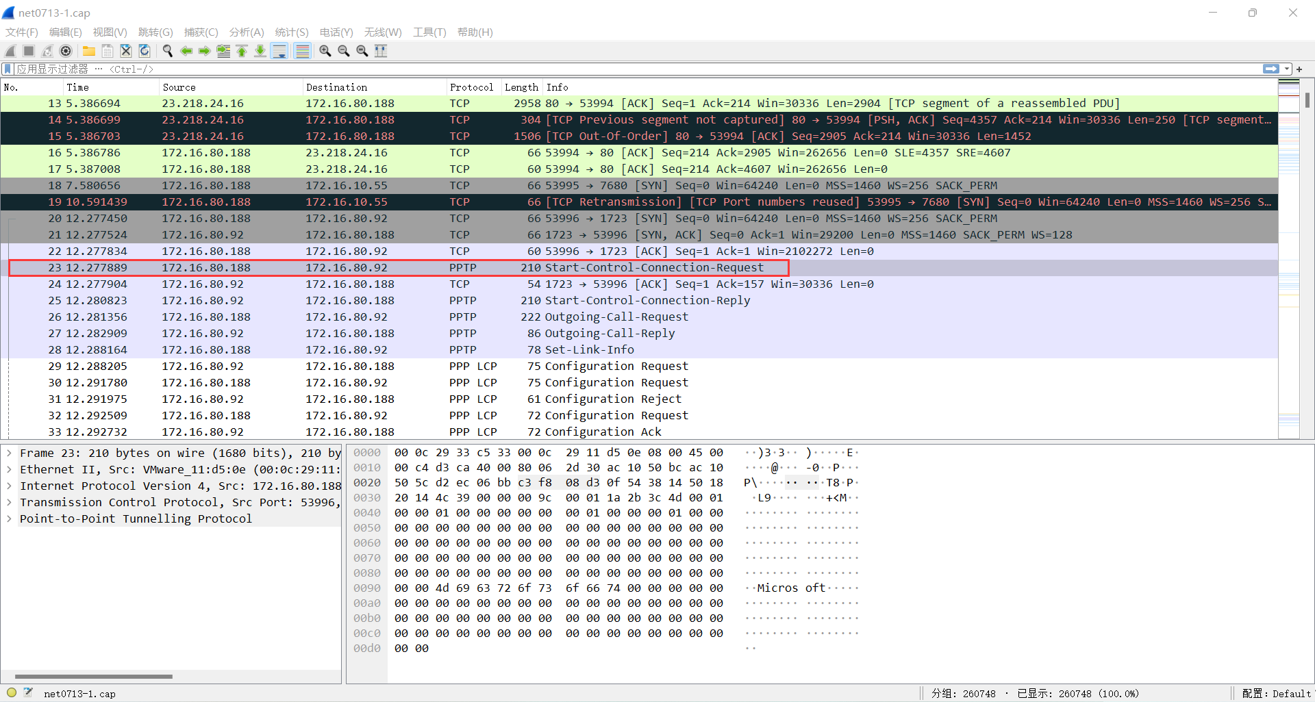 net0713-1.cap
文件(F) 编辑(E) 视图(V) 跳转(G) 捕获(C) 分析(A) 统计(S) 电话(Y) 无线(W) 工具(T) 帮助(H)
应用显示过滤器 … <Ctrl-/>
No. Time Source Destination Protocol Length Info
13 5.386694 23.218.24.16 172.16.80.188 TCP 2958 80 → 53994 [ACK] Seq=1 Ack=214 Win=30336 Len=2904 [TCP segment of a reassembled PDU]
14 5.386699 23.218.24.16 172.16.80.188 TCP 304 [TCP Previous segment not captured] 80 → 53994 [PSH, ACK] Seq=4357 Ack=214 Win=30336 Len=250 [TCP segment…
15 5.386703 23.218.24.16 172.16.80.188 TCP 1506 [TCP Out-Of-Order] 80 → 53994 [ACK] Seq=2905 Ack=214 Win=30336 Len=1452
16 5.386786 172.16.80.188 23.218.24.16 TCP 66 53994 → 80 [ACK] Seq=214 Ack=2905 Win=262656 Len=0 SLE=4357 SRE=4607
17 5.387008 172.16.80.188 23.218.24.16 TCP 60 53994 → 80 [ACK] Seq=214 Ack=4607 Win=262656 Len=0
18 7.580656 172.16.80.188 172.16.10.55 TCP 66 53995 → 7680 [SYN] Seq=0 Win=64240 Len=0 MSS=1460 WS=256 SACK_PERM
19 10.591439 172.16.80.188 172.16.10.55 TCP 66 [TCP Retransmission] [TCP Port numbers reused] 53995 → 7680 [SYN] Seq=0 Win=64240 Len=0 MSS=1460 WS=256 S…
20 12.277450 172.16.80.188 172.16.80.92 TCP 66 53996 → 1723 [SYN] Seq=0 Win=64240 Len=0 MSS=1460 WS=256 SACK_PERM
21 12.277524 172.16.80.92 172.16.80.188 TCP 66 1723 → 53996 [SYN, ACK] Seq=0 Ack=1 Win=29200 Len=0 MSS=1460 SACK_PERM WS=128
22 12.277834 172.16.80.188 172.16.80.92 TCP 60 53996 → 1723 [ACK] Seq=1 Ack=1 Win=2102272 Len=0
23 12.277889 172.16.80.188 172.16.80.92 PPTP 210 Start-Control-Connection-Request
24 12.277904 172.16.80.92 172.16.80.188 TCP 54 1723 → 53996 [ACK] Seq=1 Ack=157 Win=30336 Len=0
25 12.280823 172.16.80.92 172.16.80.188 PPTP 210 Start-Control-Connection-Reply
26 12.281356 172.16.80.188 172.16.80.92 PPTP 222 Outgoing-Call-Request
27 12.282909 172.16.80.92 172.16.80.188 PPTP 86 Outgoing-Call-Reply
28 12.288164 172.16.80.188 172.16.80.92 PPTP 78 Set-Link-Info
29 12.288205 172.16.80.92 172.16.80.188 PPP LCP 75 Configuration Request
30 12.291780 172.16.80.188 172.16.80.92 PPP LCP 75 Configuration Request
31 12.291975 172.16.80.92 172.16.80.188 PPP LCP 61 Configuration Reject
32 12.292509 172.16.80.188 172.16.80.92 PPP LCP 72 Configuration Request
33 12.292732 172.16.80.92 172.16.80.188 PPP LCP 72 Configuration Ack
Frame 23: 210 bytes on wire (1680 bits), 210 by
Ethernet II, Src: VMware_11:d5:0e (00:0c:29:11:
Internet Protocol Version 4, Src: 172.16.80.188
Transmission Control Protocol, Src Port: 53996,
Point-to-Point Tunnelling Protocol
0000 00 0c 29 33 c5 33 00 0c 29 11 d5 0e 08 00 45 00 ··)3·3·· )·····E·
0010 00 c4 d3 ca 40 00 80 06 2d 30 ac 10 50 bc ac 10 ····@··· -0··P···
0020 50 5c d2 ec 06 bb c3 f8 08 d3 0f 54 38 14 50 18 P\······ ···T8·P·
0030 20 14 4c 39 00 00 00 9c 00 01 1a 2b 3c 4d 00 01 ·L9···· ···+<M··
0040 00 00 01 00 00 00 00 01 00 00 00 01 00 00 00 00 ········ ········
0050 00 00 00 00 00 00 00 00 00 00 00 00 00 00 00 00 ········ ········
0060 00 00 00 00 00 00 00 00 00 00 00 00 00 00 00 00 ········ ········
0070 00 00 00 00 00 00 00 00 00 00 00 00 00 00 00 00 ········ ········
0080 00 00 00 00 00 00 00 00 00 00 00 00 00 00 00 00 ········ ········
0090 00 00 4d 69 63 72 6f 73 6f 66 74 00 00 00 00 00 ··Micros oft·····
00a0 00 00 00 00 00 00 00 00 00 00 00 00 00 00 00 00 ········ ········
00b0 00 00 00 00 00 00 00 00 00 00 00 00 00 00 00 00 ········ ········
00c0 00 00 00 00 00 00 00 00 00 00 00 00 00 00 00 00 ········ ········
00d0 00 00 ··
net0713-1.cap 分组: 260748 · 已显示: 260748 (100.0%) 配置: Default